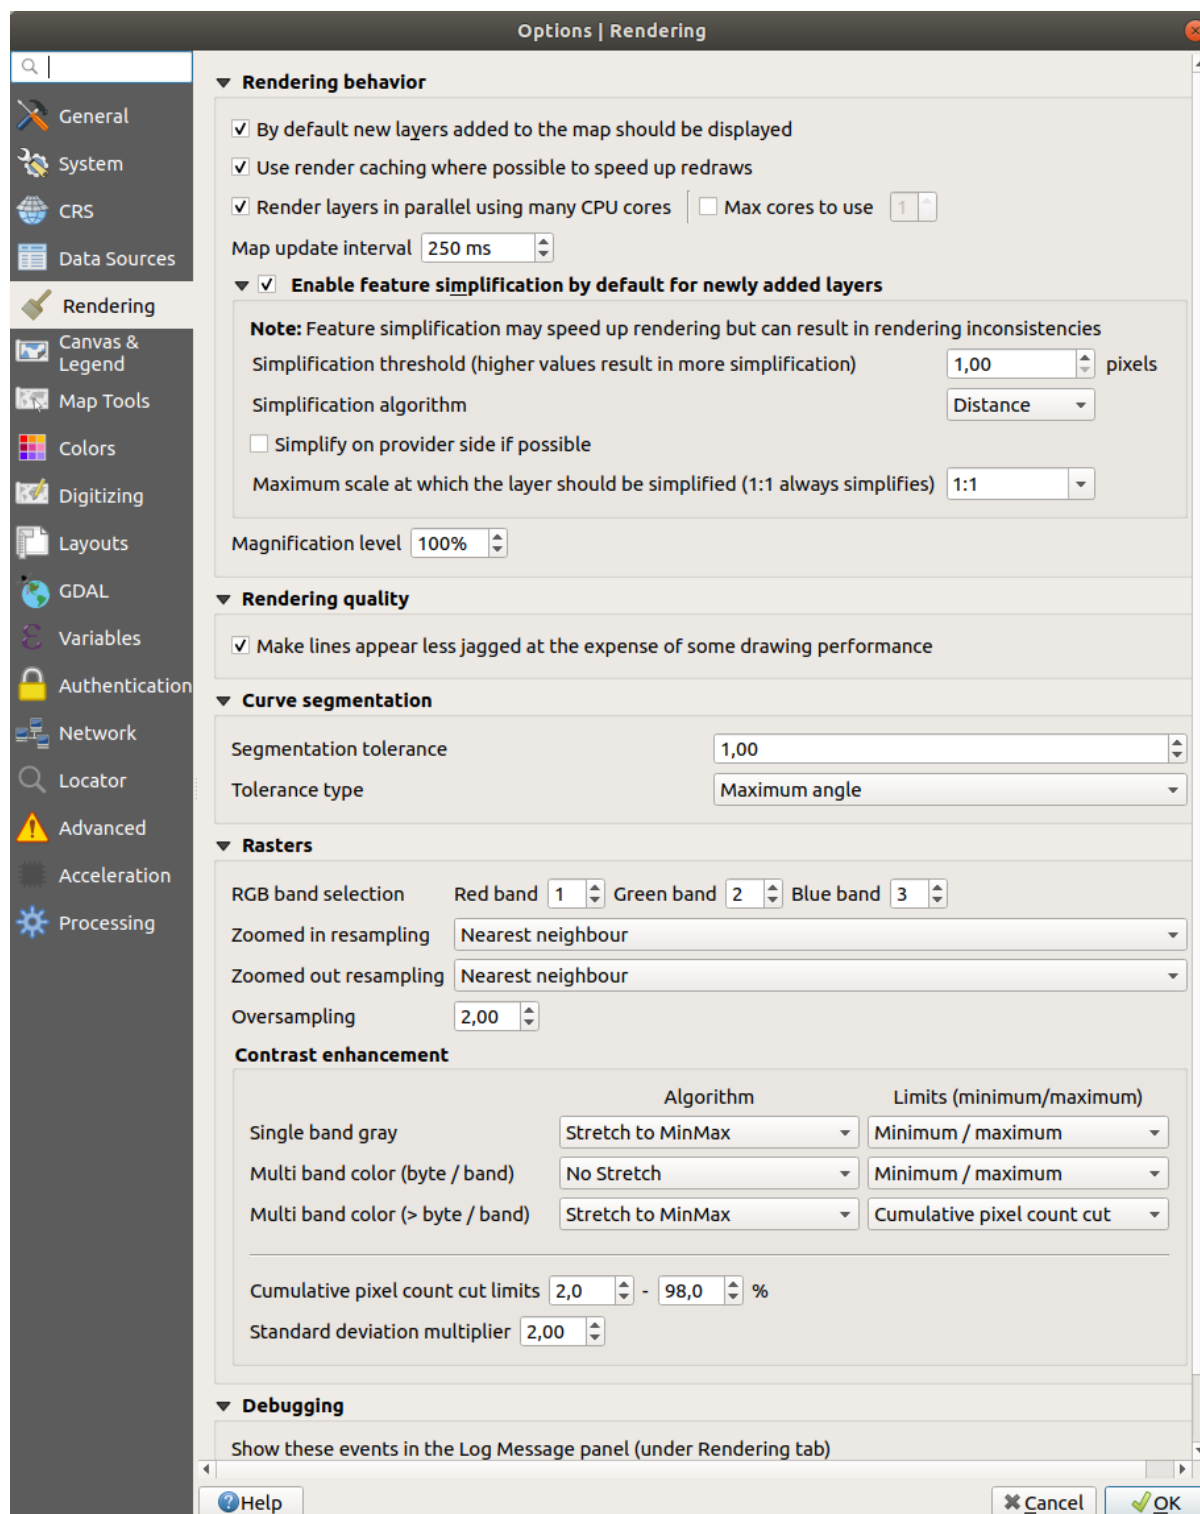 Options | Rendering
General
System
CRS
Data Sources
Rendering
Canvas &
Legend
Map Tools
Colors
Digitizing
Layouts
GDAL
Variables
Authentication
Network
Locator
Advanced
Acceleration
Processing
Rendering behavior
By default new layers added to the map should be displayed
Use render caching where possible to speed up redraws
Render layers in parallel using many CPU cores Max cores to use 1
Map update interval 250 ms
Enable feature simplification by default for newly added layers
Note: Feature simplification may speed up rendering but can result in rendering inconsistencies
Simplification threshold (higher values result in more simplification) 1,00 pixels
Simplification algorithm Distance
Simplify on provider side if possible
Maximum scale at which the layer should be simplified (1:1 always simplifies) 1:1
Magnification level 100%
Rendering quality
Make lines appear less jagged at the expense of some drawing performance
Curve segmentation
Segmentation tolerance 1,00
Tolerance type Maximum angle
Rasters
RGB band selection Red band 1 Green band 2 Blue band 3
Zoomed in resampling Nearest neighbour
Zoomed out resampling Nearest neighbour
Oversampling 2,00
Contrast enhancement
Algorithm Limits (minimum/maximum)
Single band gray Stretch to MinMax Minimum / maximum
Multi band color (byte / band) No Stretch Minimum / maximum
Multi band color (> byte / band) Stretch to MinMax Cumulative pixel count cut
Cumulative pixel count cut limits 2,0 - 98,0 %
Standard deviation multiplier 2,00
Debugging
Show these events in the Log Message panel (under Rendering tab)
Help Cancel OK